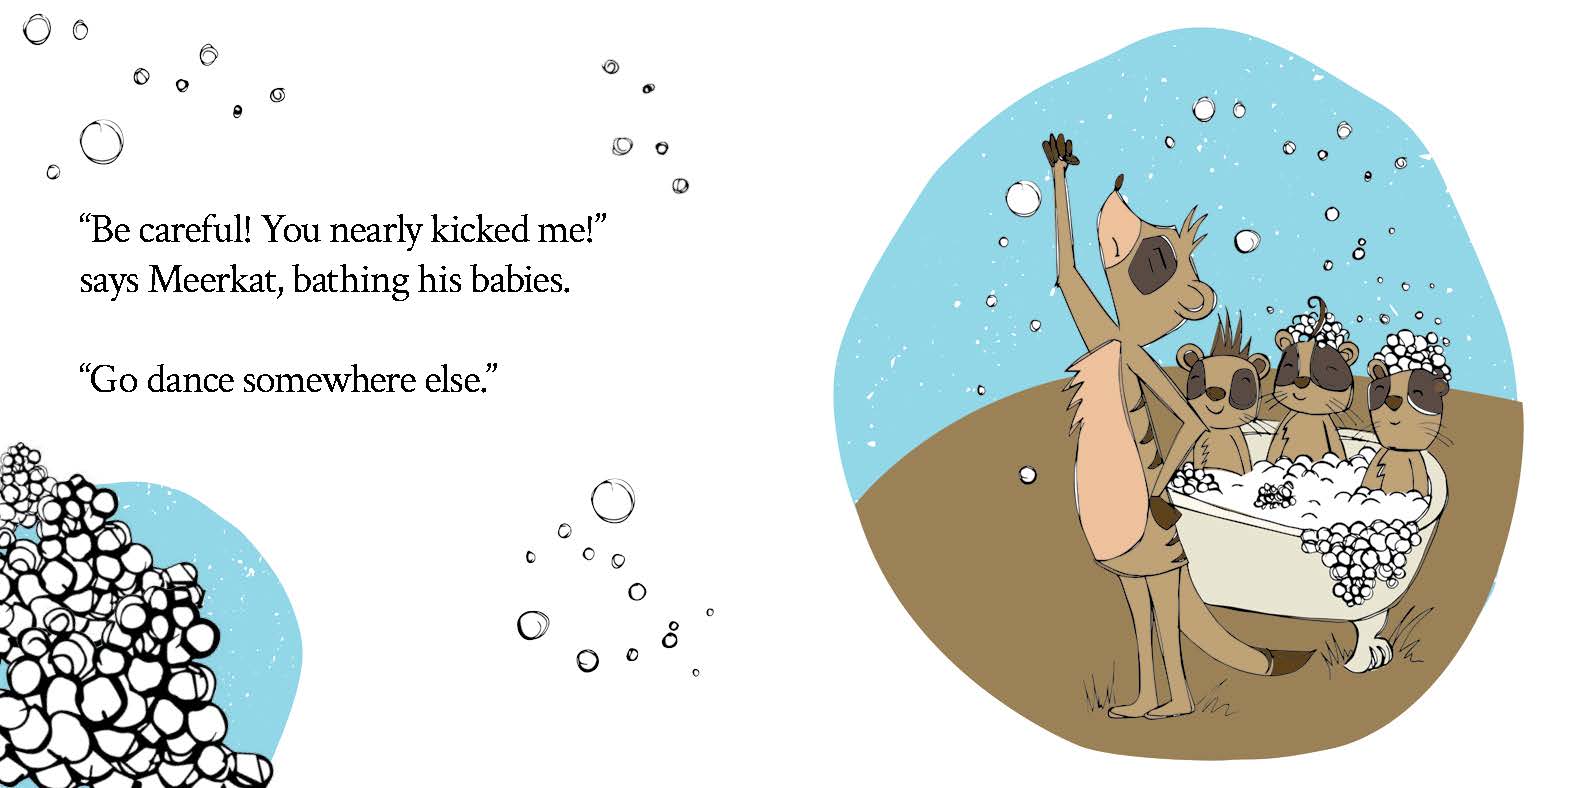 “Be careful! You nearly kicked me!”
says Meerkat, bathing his babies.
“Go dance somewhere else.”